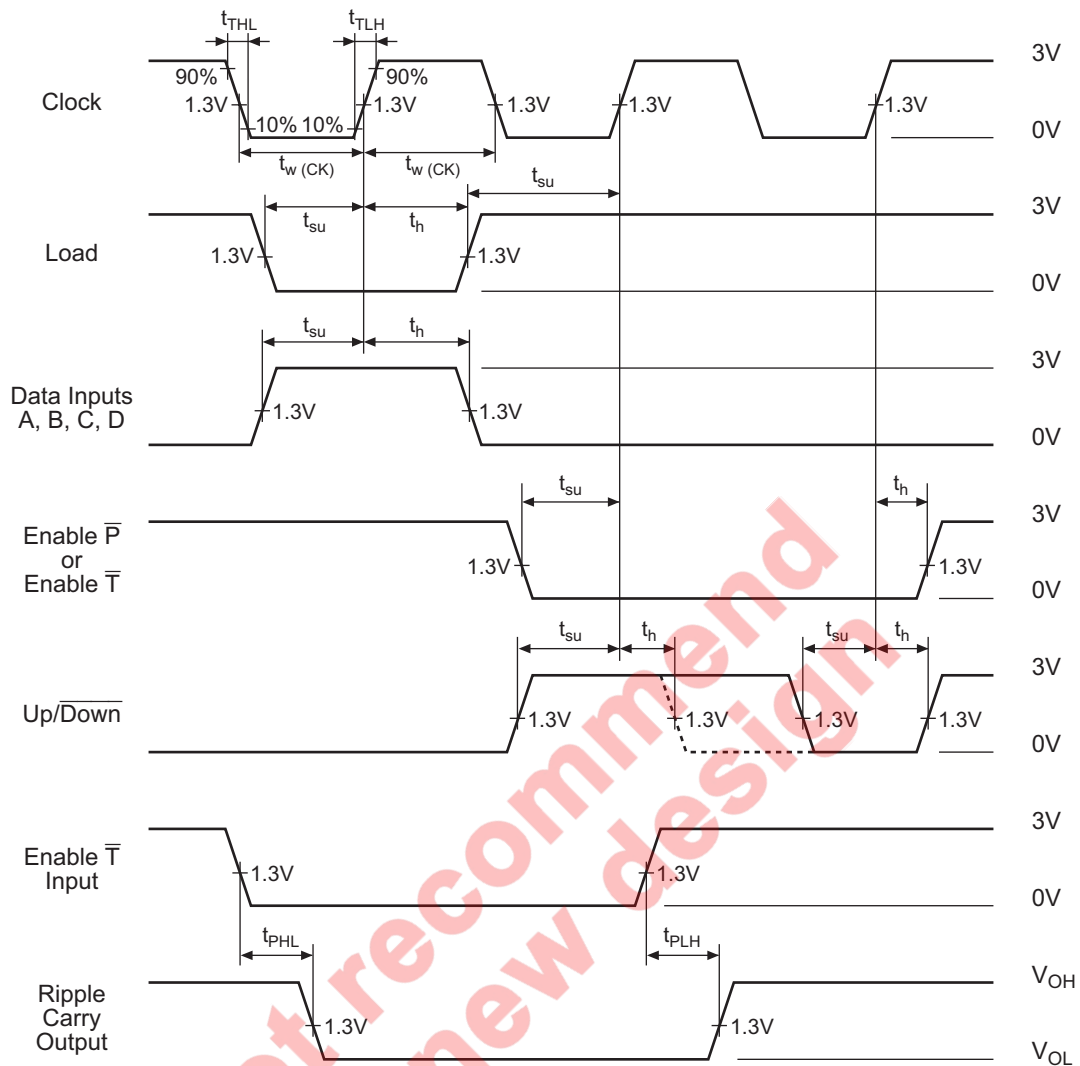 tTHL tTLH
3V
90% 90%
Clock 1.3V 1.3V 1.3V 1.3V 1.3V
10% 10%
0V
tw (CK) tw (CK)
tsu
3V
tsu th
Load 1.3V 1.3V
0V
tsu th
3V
Data Inputs
A, B, C, D
1.3V 1.3V
0V
tsu th
3V
Enable P̅
or
Enable T̅
1.3V 1.3V
0V
tsu th tsu th
3V
Up/D̅o̅w̅n̅ 1.3V 1.3V 1.3V 1.3V
0V
3V
Enable T̅
Input
1.3V 1.3V
0V
tPHL tPLH
VOH
Ripple
Carry
Output
1.3V 1.3V
VOL
recommend
new design